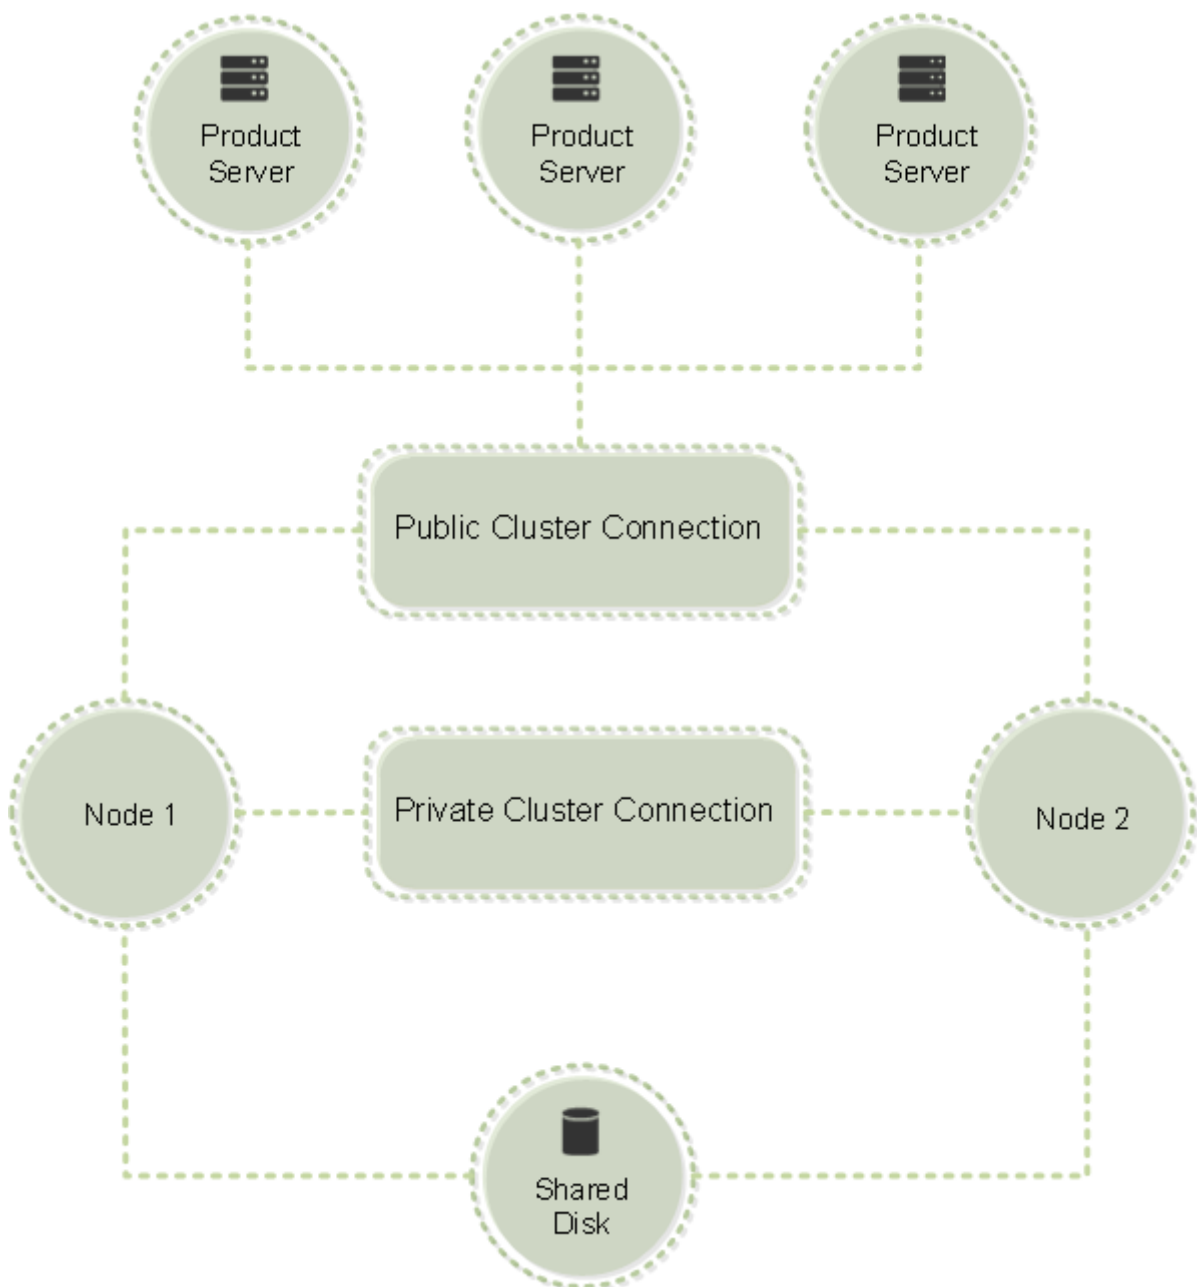 Product
Server
Product
Server
Product
Server
Public Cluster Connection
Node 1
Private Cluster Connection
Node 2
Shared
Disk